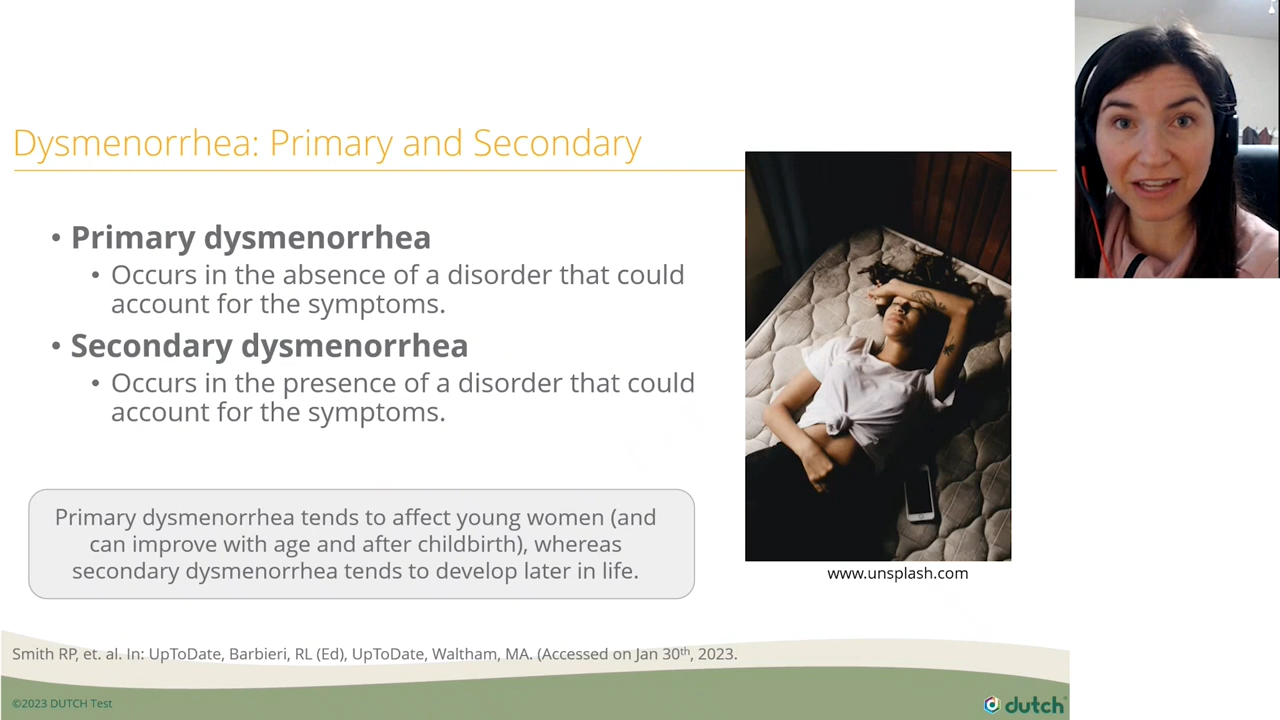 Dysmenorrhea: Primary and Secondary
• Primary dysmenorrhea
• Occurs in the absence of a disorder that could
account for the symptoms.
• Secondary dysmenorrhea
• Occurs in the presence of a disorder that could
account for the symptoms.
Primary dysmenorrhea tends to affect young women (and
can improve with age and after childbirth), whereas
secondary dysmenorrhea tends to develop later in life.
www.unsplash.com
Smith RP, et. al. In: UpToDate, Barbieri, RL (Ed), UpToDate, Waltham, MA. (Accessed on Jan 30th, 2023.
©2023 DUTCH Test
dutch